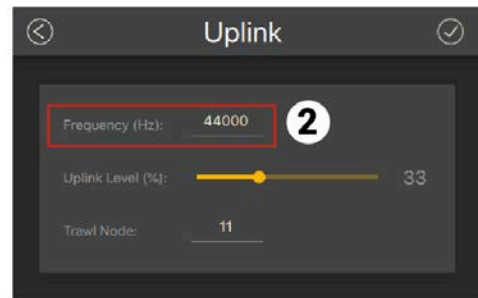 Uplink
Frequency (Hz): 44000
2
Uplink Level (%): 33
Trawl Node: 11